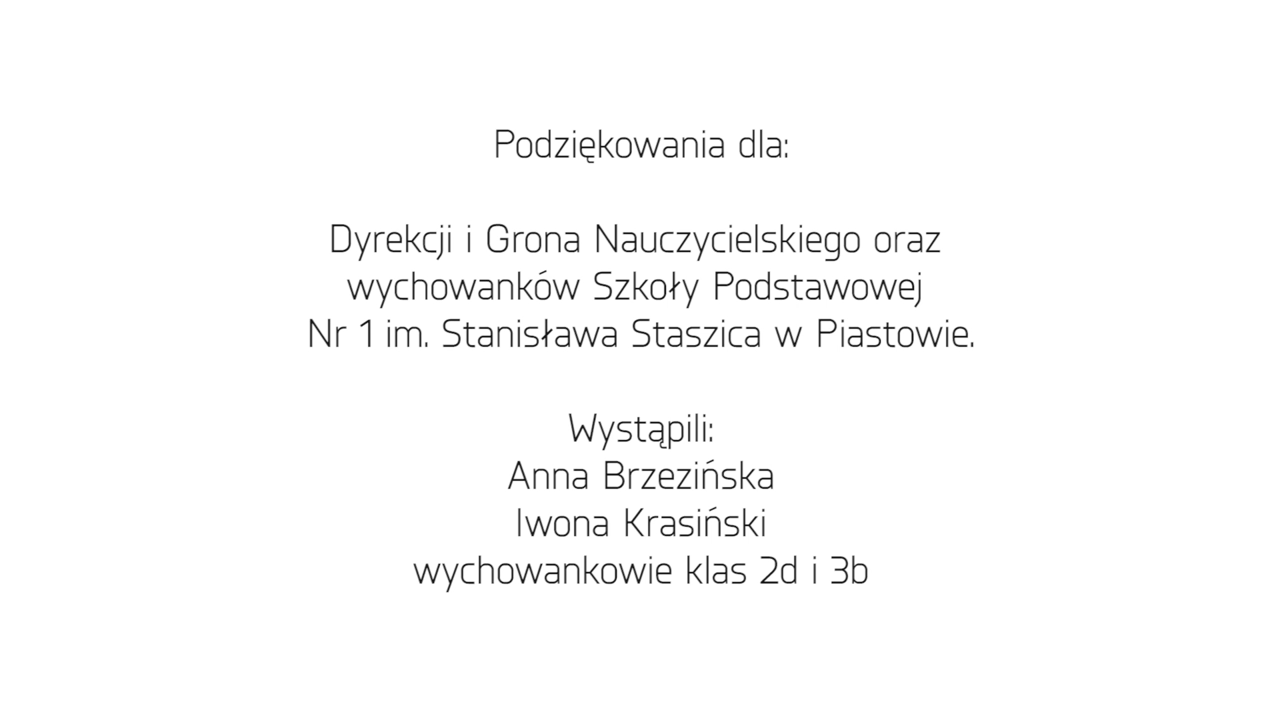 Podziękowania dla:
Dyrekcji i Grona Nauczycielskiego oraz
wychowanków Szkoły Podstawowej
Nr 1 im. Stanisława Staszica w Piastowie.
Wystąpili:
Anna Brzezińska
Iwona Krasiński
wychowankowie klas 2d i 3b